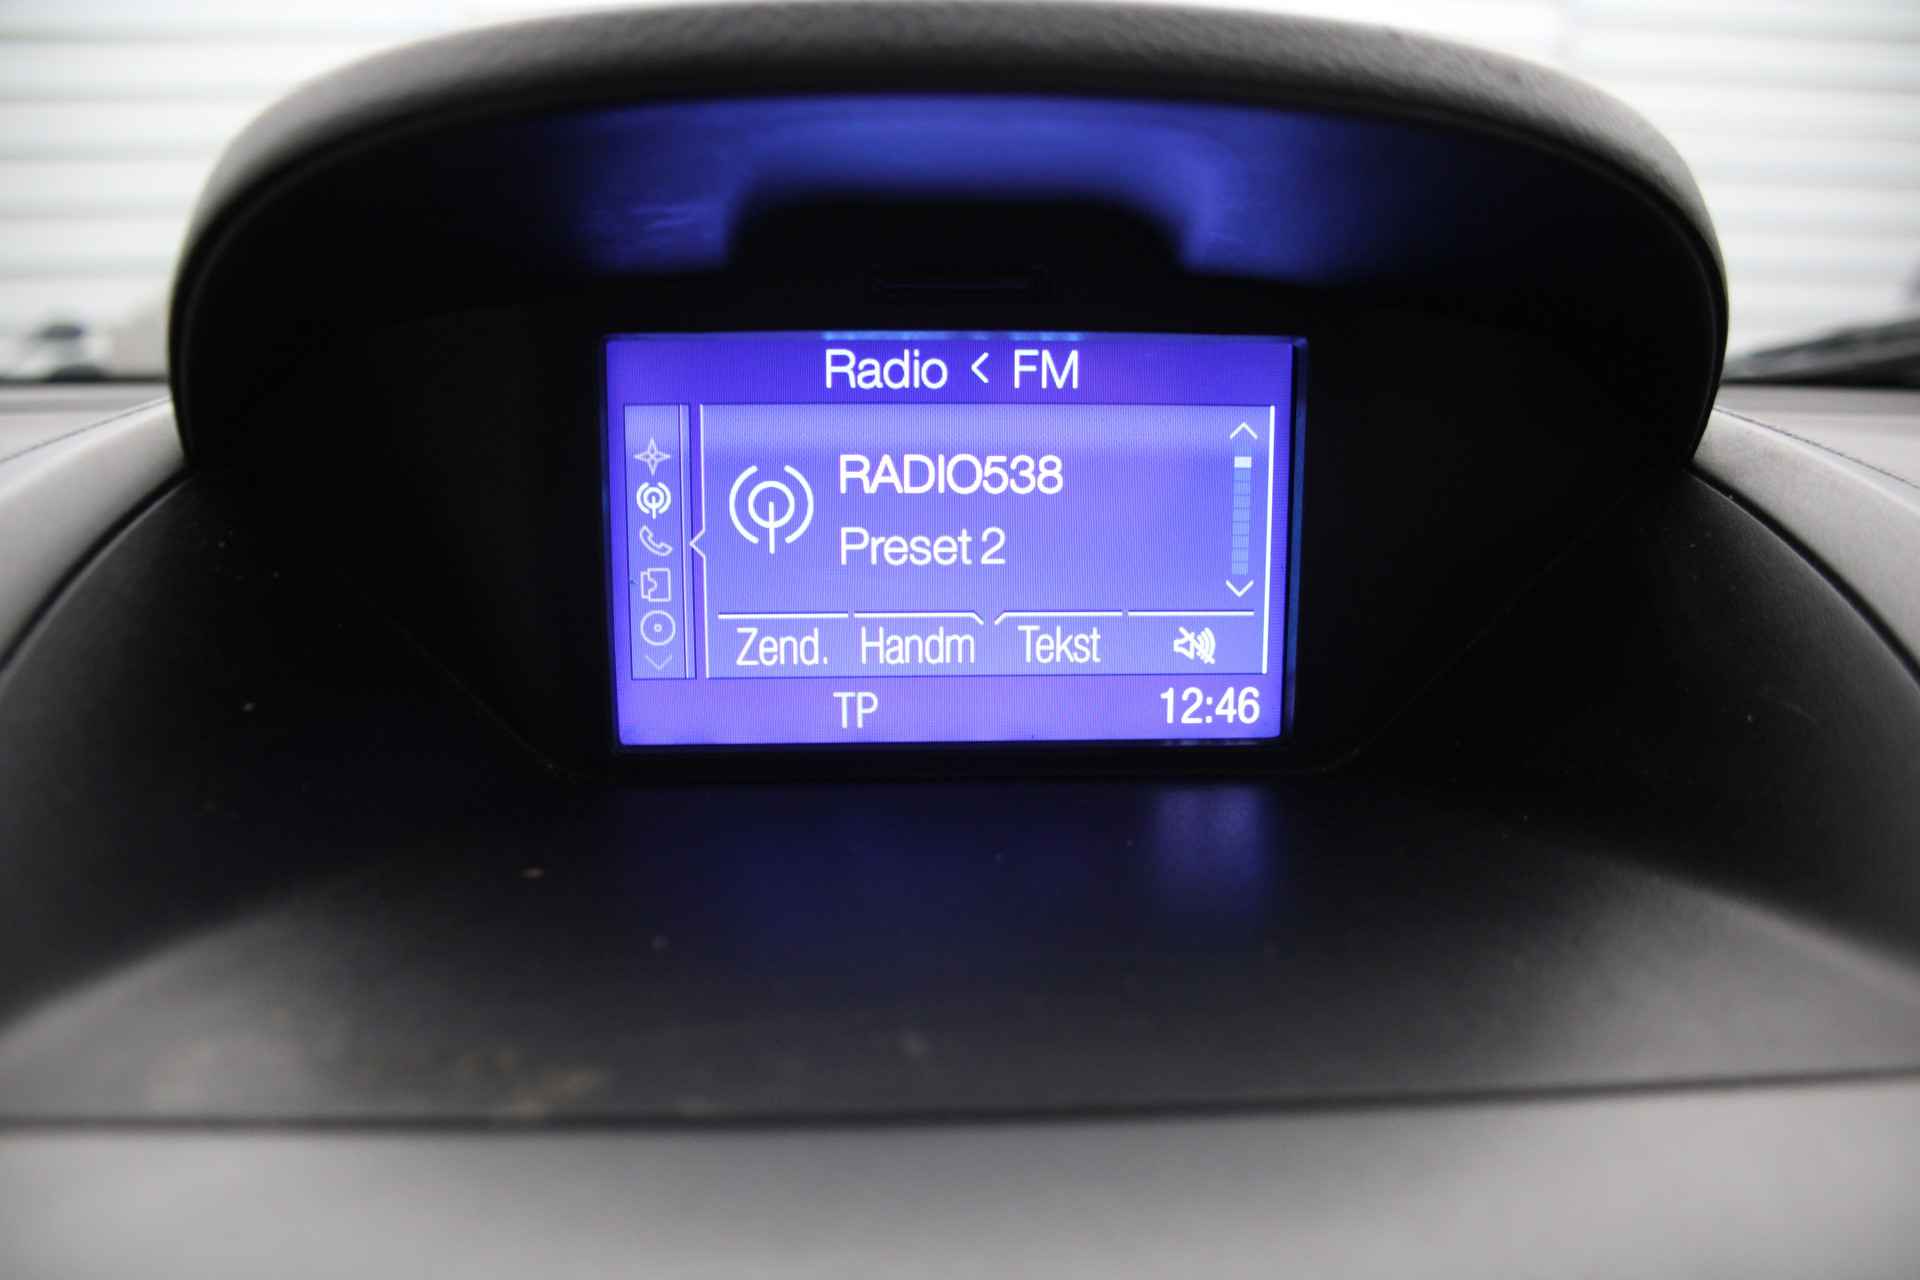 Radio < FM
RADIO538
Preset 2
Zend. Handm Tekst
TP 12:46